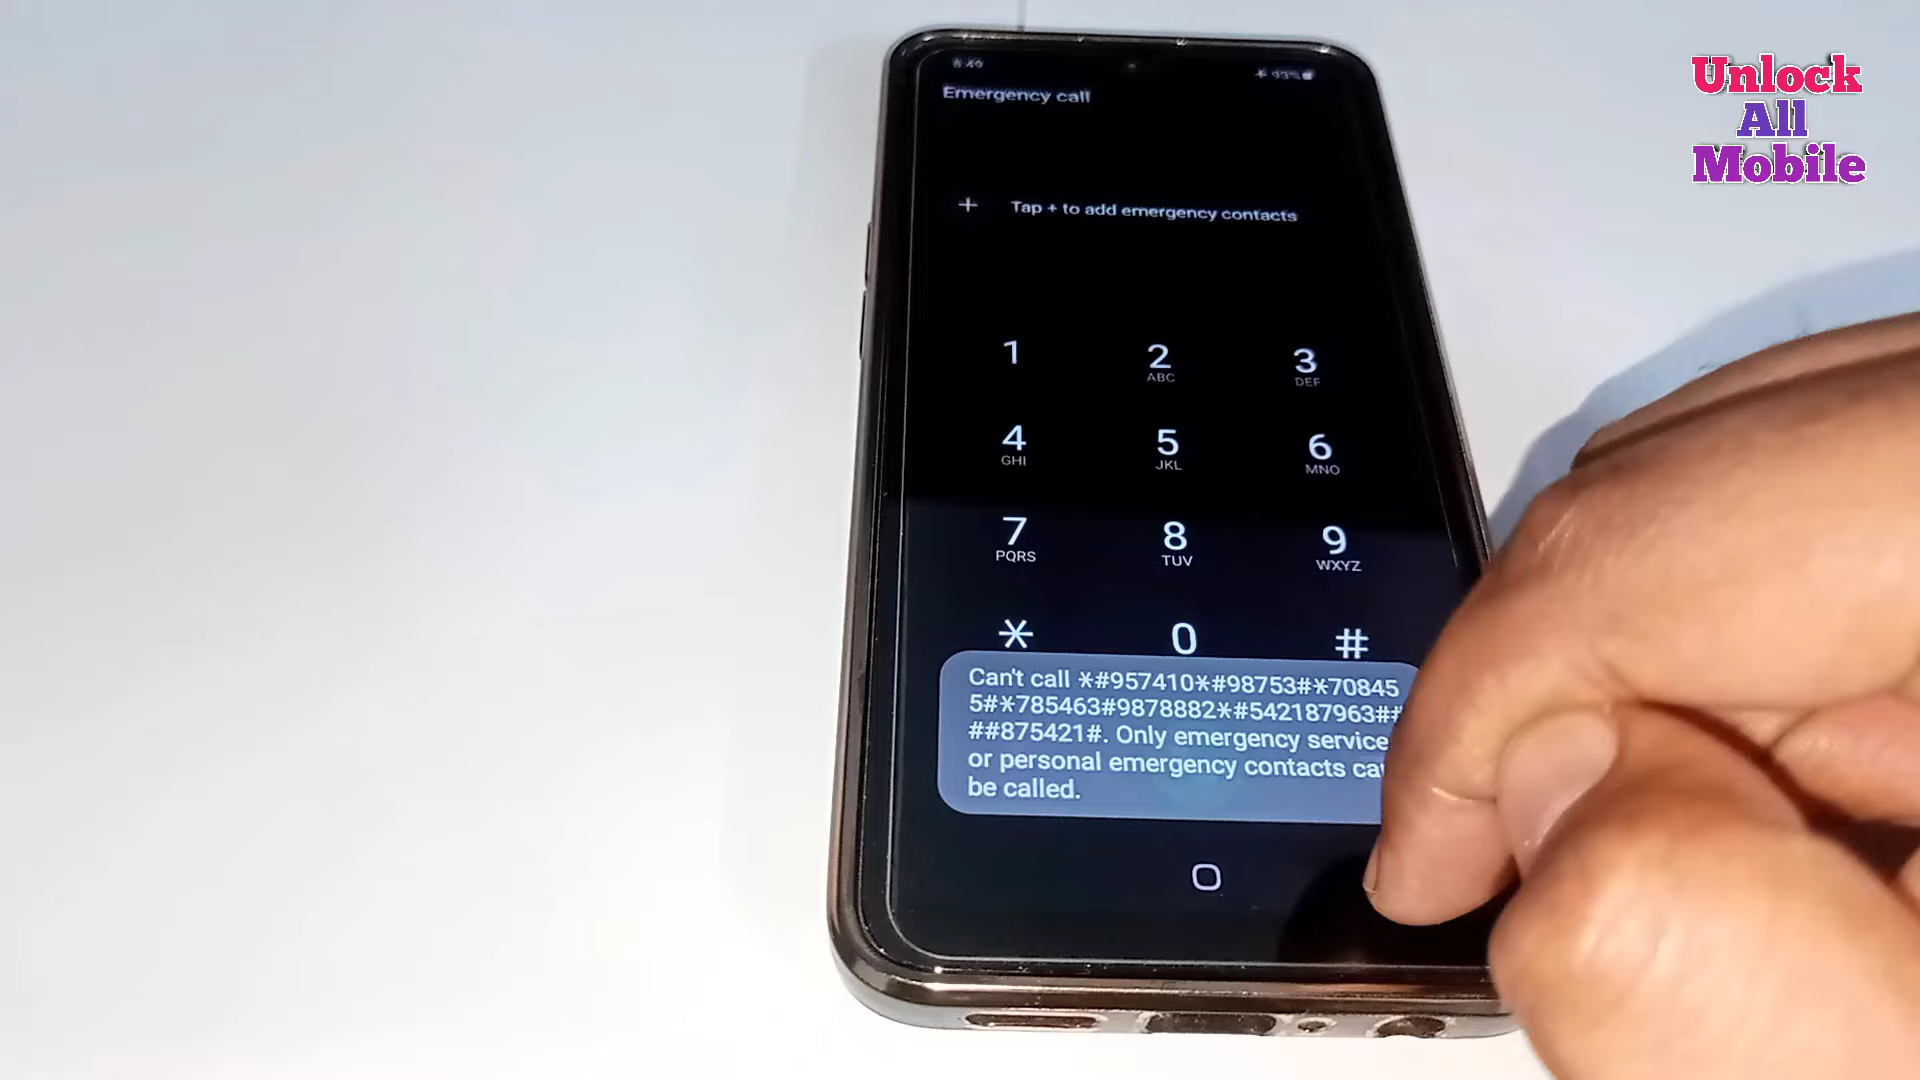 Unlock
All
Mobile
Emergency call
93%
+ Tap + to add emergency contacts
1 2 3
ABC DEF
4 5 6
GHI JKL MNO
7 8 9
PQRS TUV WXYZ
* 0 #
Can't call *#957410*#98753#*70845
5#*785463#9878882*#542187963##
##875421#. Only emergency service
or personal emergency contacts ca
be called.